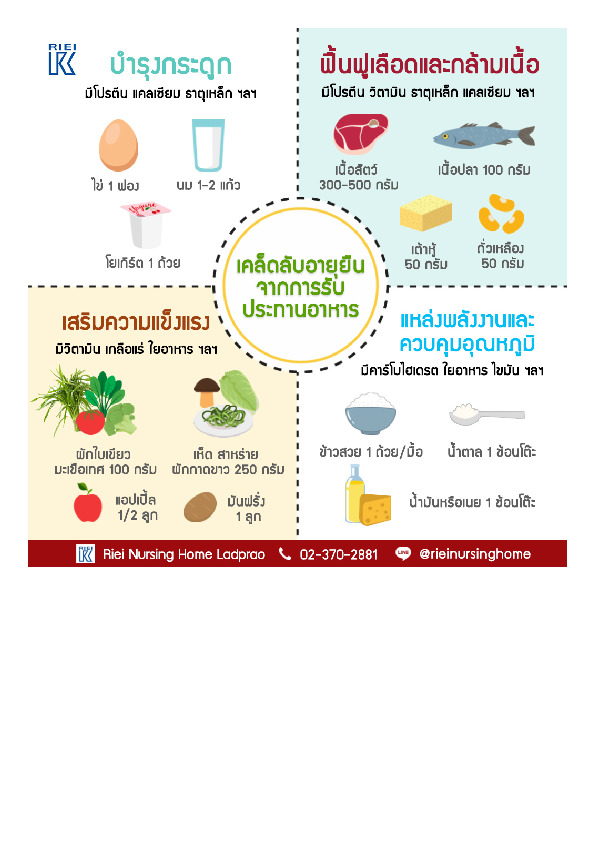 RIEI
บำรุงกระดูก
มีโปรตีน แคลเซียม ธาตุเหล็ก ฯลฯ
ไข่ 1 ฟอง
นม 1-2 แก้ว
โยเกิร์ต 1 ถ้วย
ฟื้นฟูเลือดและกล้ามเนื้อ
มีโปรตีน วิตามิน ธาตุเหล็ก แคลเซียม ฯลฯ
เนื้อสัตว์
300-500 กรัม
เนื้อปลา 100 กรัม
เต้าหู้
50 กรัม
ถั่วเหลือง
50 กรัม
เคล็ดลับอายุยืน
จากการรับ
ประทานอาหาร
เสริมความแข็งแรง
มีวิตามิน เกลือแร่ ใยอาหาร ฯลฯ
ผักใบเขียว
มะเขือเทศ 100 กรัม
เห็ด สาหร่าย
ผักกาดขาว 250 กรัม
แอปเปิ้ล
1/2 ลูก
มันฝรั่ง
1 ลูก
แหล่งพลังงานและ
ควบคุมอุณหภูมิ
มีคาร์โบไฮเดรต ใยอาหาร ไขมัน ฯลฯ
ข้าวสวย 1 ถ้วย/มื้อ
น้ำตาล 1 ช้อนโต๊ะ
น้ำมันหรือเนย 1 ช้อนโต๊ะ
RIEI Riei Nursing Home Ladprao 02-370-2881 LINE @rieinursinghome